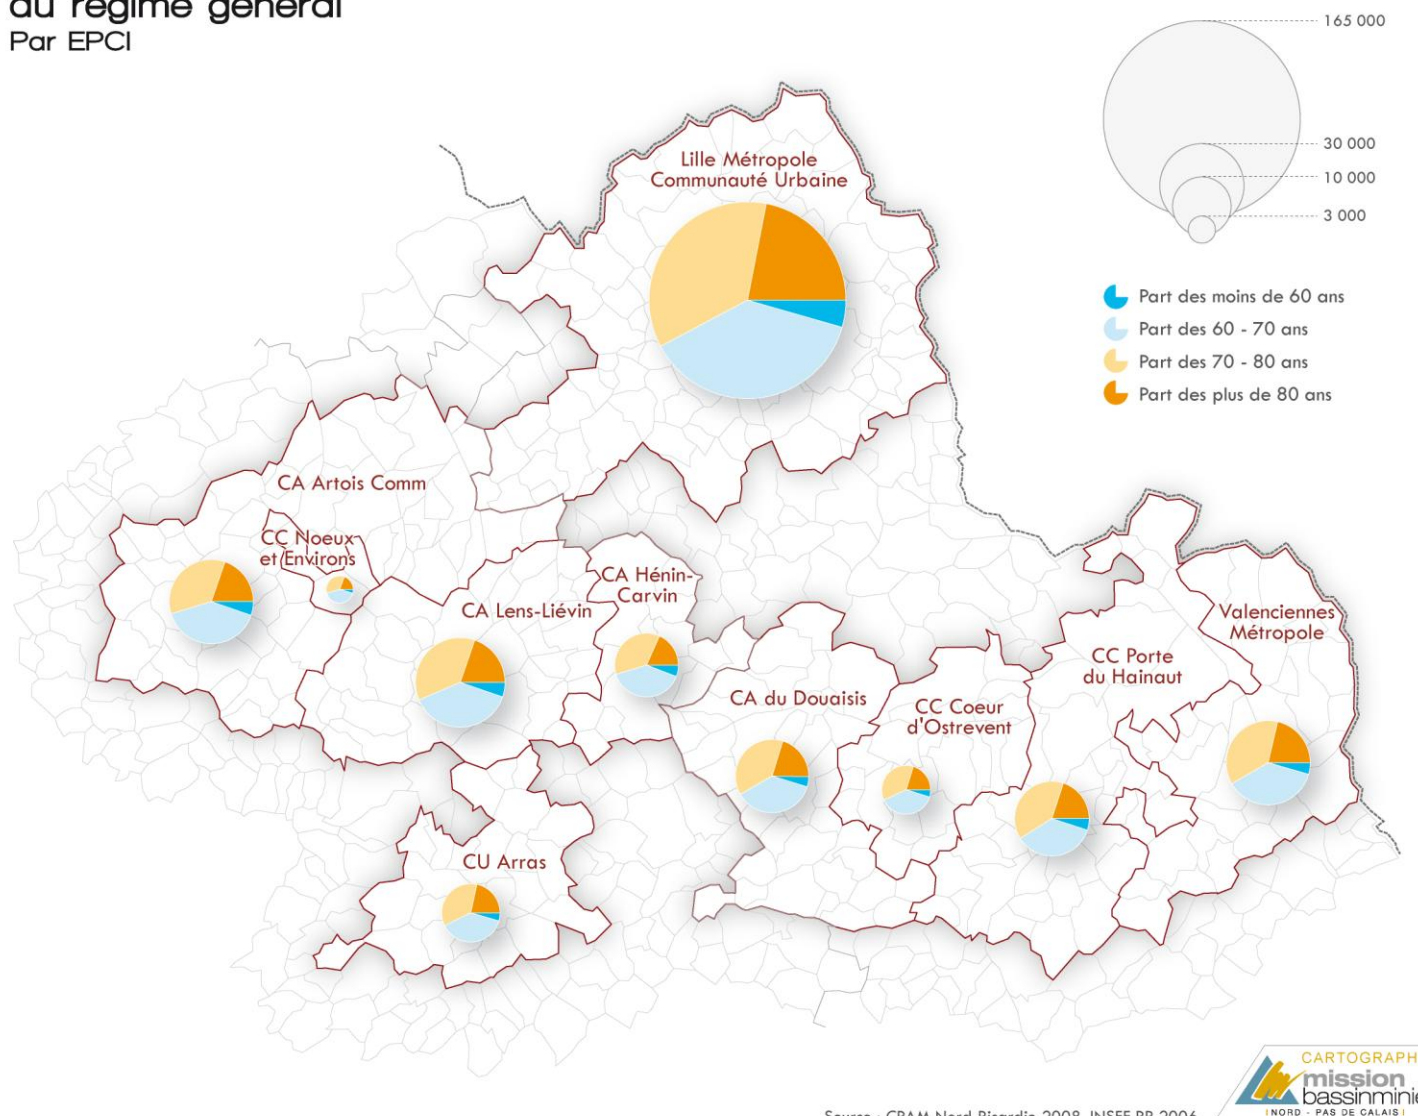 du régime général
Par EPCI
165 000
30 000
10 000
3 000
Part des moins de 60 ans
Part des 60 - 70 ans
Part des 70 - 80 ans
Part des plus de 80 ans
Lille Métropole
Communauté Urbaine
CA Artois Comm
CC Noeux
et Environs
CA Lens-Liévin
CA Hénin-
Carvin
CA du Douaisis
CC Coeur
d'Ostrevent
CC Porte
du Hainaut
Valenciennes
Métropole
CU Arras
CARTOGRAPH
mission
bassinminie
NORD - PAS DE CALAIS